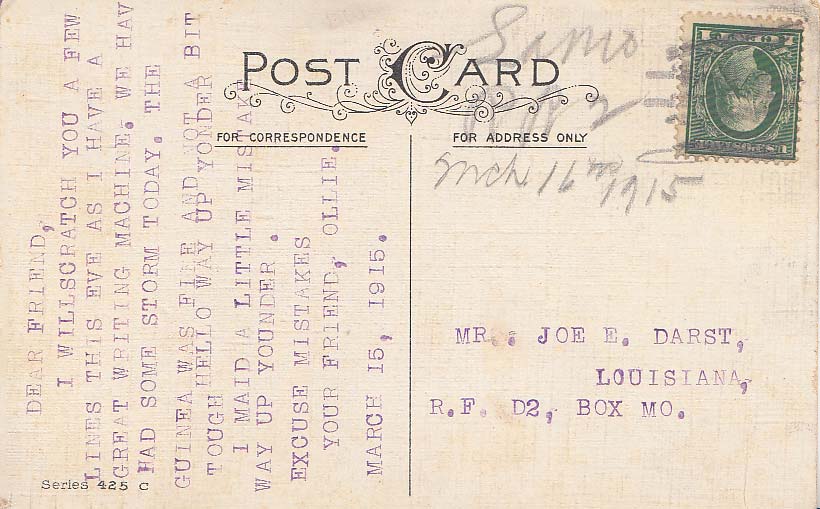 POST CARD
FOR CORRESPONDENCE
FOR ADDRESS ONLY
Mch 16
1915
DEAR FRIEND,
I WILLSCRATCH YOU A FEW
LINES THIS EVE AS I HAVE A
GREAT WRITING MACHINE. WE HAV
HAD SOME STORM TODAY. THE
GUINEA WAS FINE AND NOT A BIT
TOUGH HELLO WAY UP YONDER
I MAID A LITTLE MISTAK
WAY UP YOUNDER .
EXCUSE MISTAKES
YOUR FRIEND, OLLIE.
MARCH 15, 1915.
MR. JOE E. DARST,
LOUISIANA,
R.F. D2, BOX MO.
Series 425 C